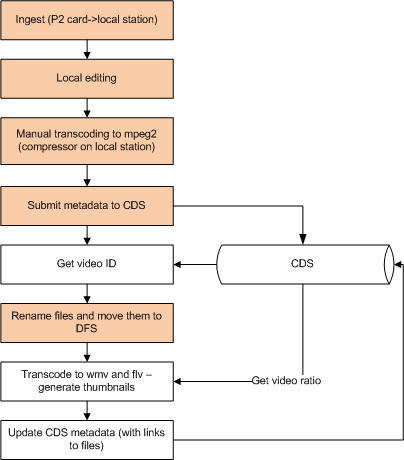 Ingest (P2 card->local station)
Local editing
Manual transcoding to mpeg2
(compressor on local station)
Submit metadata to CDS
Get video ID
CDS
Rename files and move them to
DFS
Transcode to wmv and flv –
generate thumbnails
Get video ratio
Update CDS metadata (with links
to files)